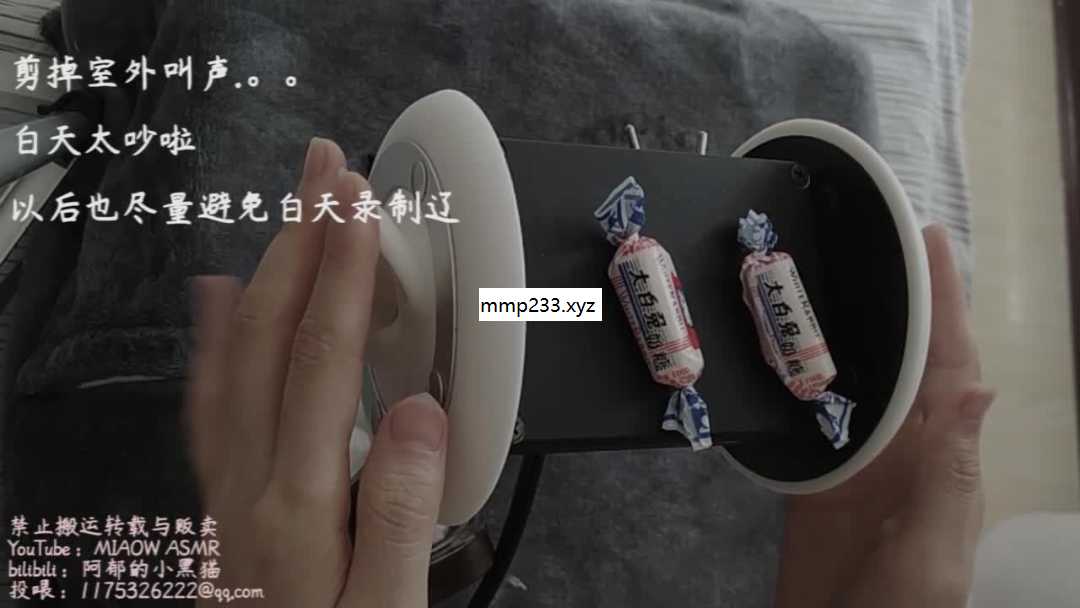 剪掉室外叫声.。。
白天太吵啦
以后也尽量避免白天录制辽
mmp233.xyz
WHITE RABBIT
大白兔奶糖
大白兔奶糖
禁止搬运转载与贩卖
YouTube：MIAOW ASMR
bilibili：阿郁的小黑猫
投喂：1175326222@qq.com